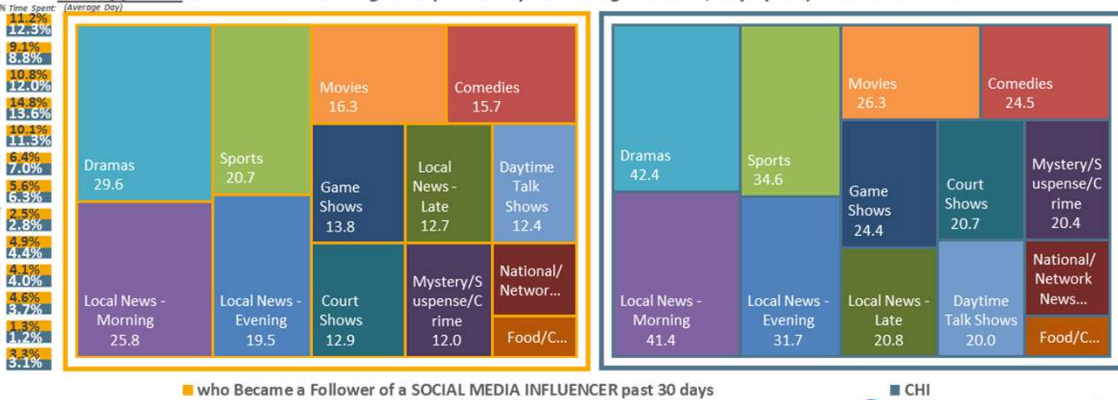 % Time Spent: (Average Day)
11.2%
12.3%
9.1%
8.8%
10.8%
12.0%
14.8%
13.6%
10.1%
11.3%
6.4%
7.0%
5.6%
6.3%
2.5%
2.8%
4.9%
4.4%
4.1%
4.0%
4.6%
3.7%
1.3%
1.2%
3.3%
3.1%
Dramas
29.6
Local News -
Morning
25.8
Sports
20.7
Local News -
Evening
19.5
Movies
16.3
Comedies
15.7
Game
Shows
13.8
Local
News -
Late
12.7
Daytime
Talk
Shows
12.4
Court
Shows
12.9
Mystery/S
uspense/C
rime
12.0
National/
Networ...
Food/C...
Dramas
42.4
Local News -
Morning
41.4
Sports
34.6
Local News -
Evening
31.7
Movies
26.3
Comedies
24.5
Game
Shows
24.4
Court
Shows
20.7
Mystery/S
uspense/C
rime
20.4
Local News -
Late
20.8
Daytime
Talk Shows
20.0
National/
Network
News...
Food/C...
who Became a Follower of a SOCIAL MEDIA INFLUENCER past 30 days
CHI